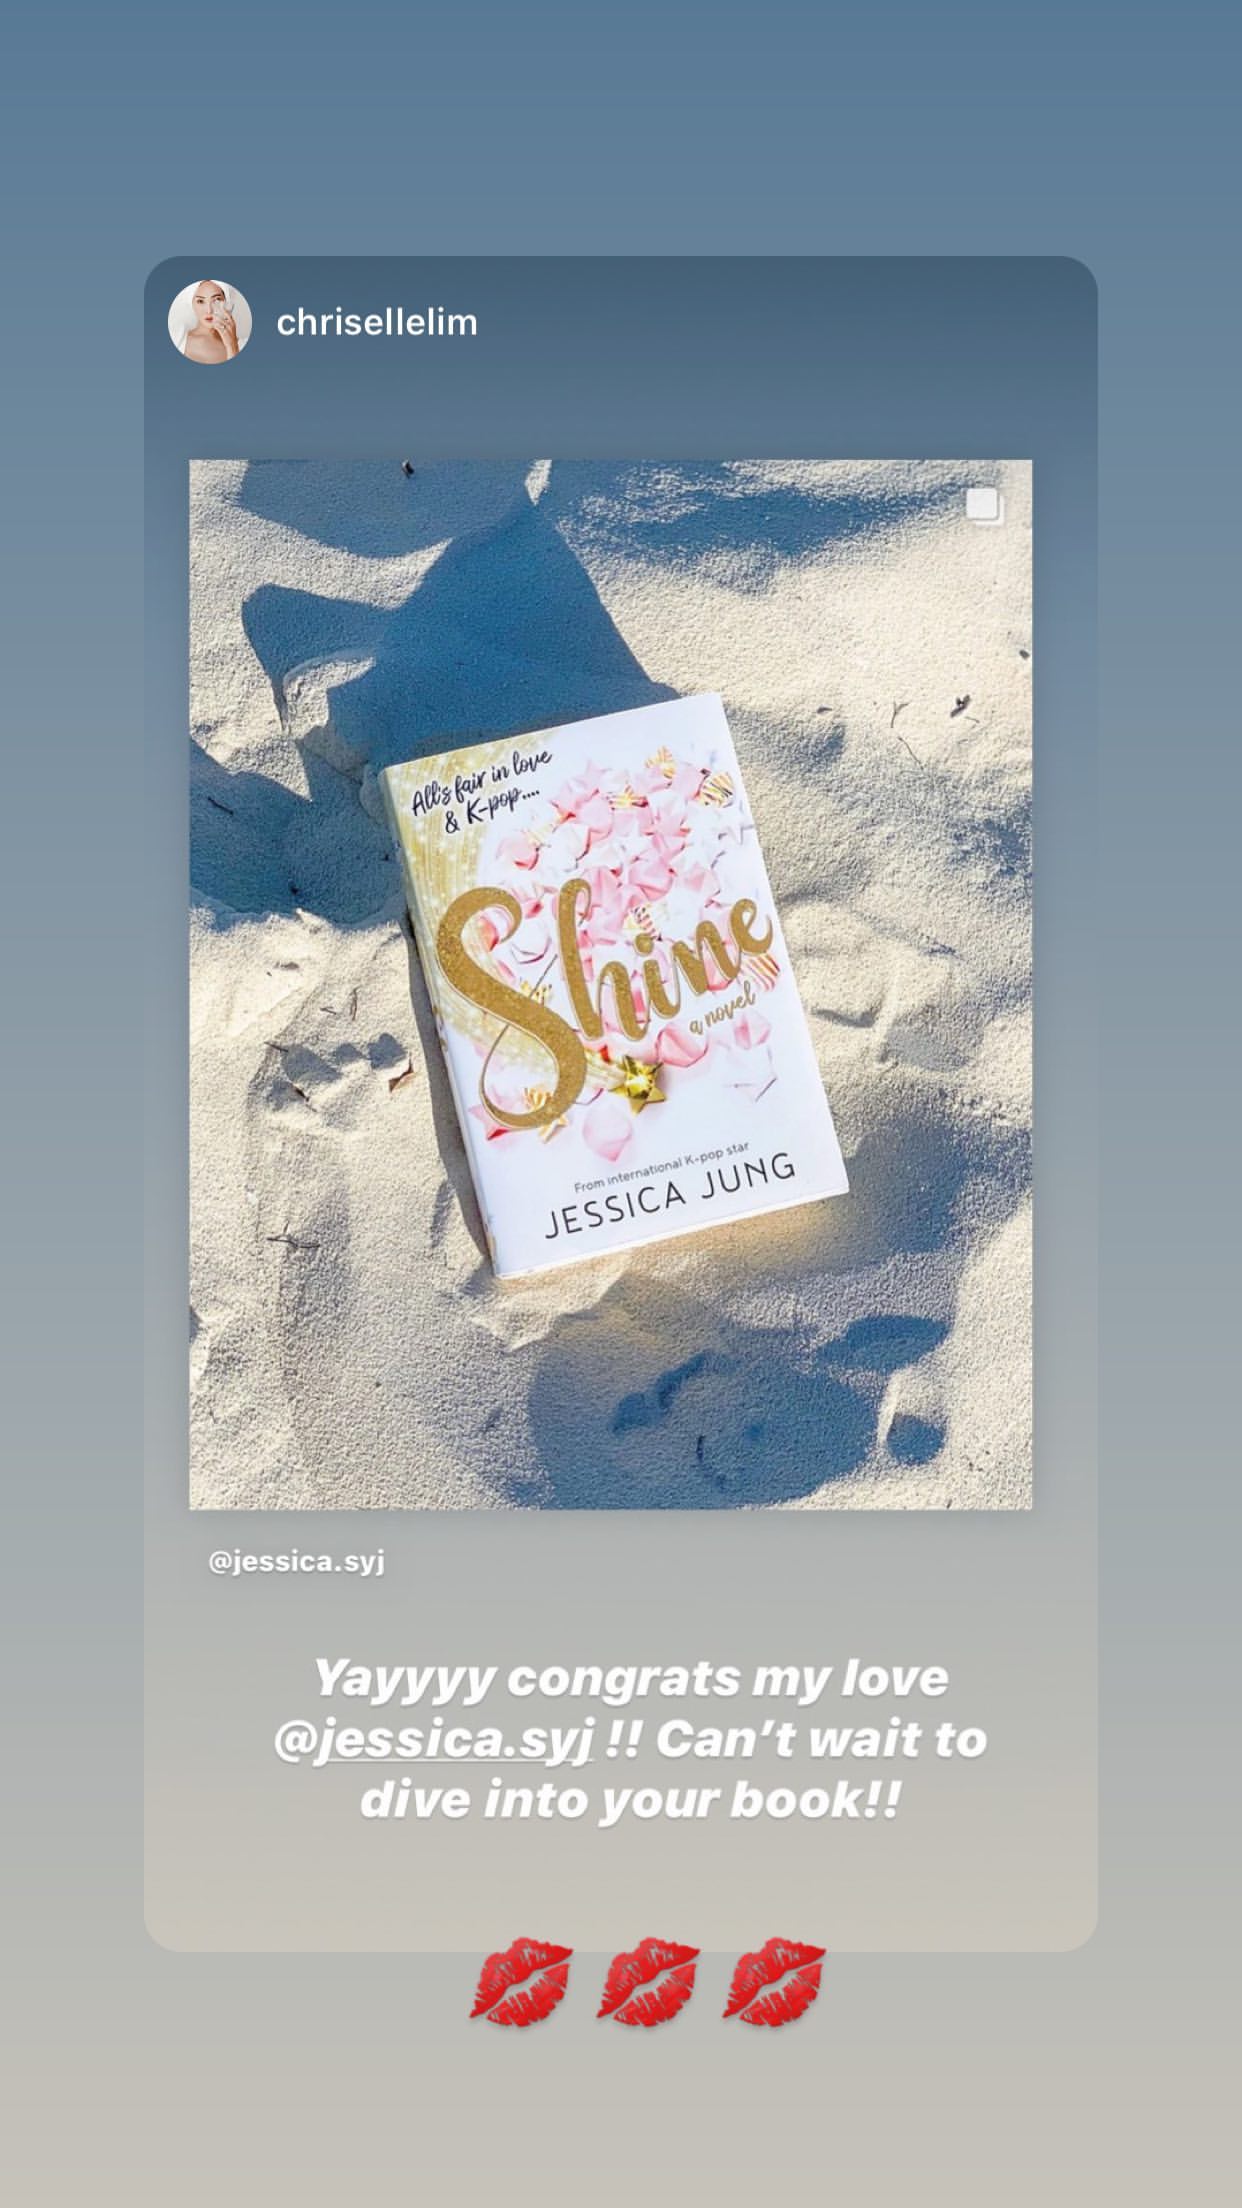 chrisellelim
All's fair in love
& K-pop....
Shine
a novel
From international K-pop star
JESSICA JUNG
@jessica.syj
Yayyyy congrats my love
@jessica.syj !! Can't wait to
dive into your book!!